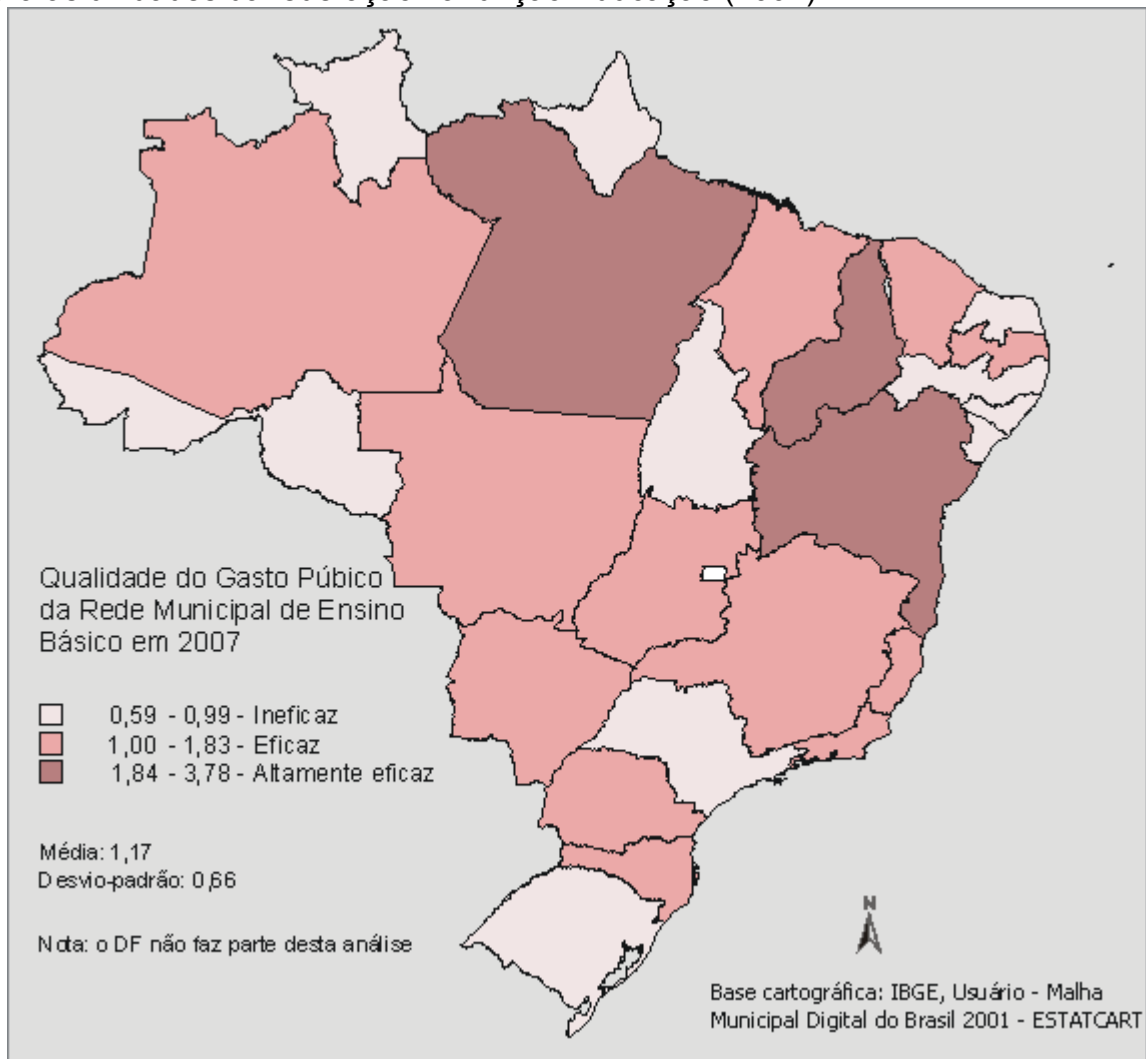 Qualidade do Gasto Púbico
da Rede Municipal de Ensino
Básico em 2007
0,59 - 0,99 - Ineficaz
1,00 - 1,83 - Eficaz
1,84 - 3,78 - Altamente eficaz
Média: 1,17
Desvio-padrão: 0,66
Nota: o DF não faz parte desta análise
N
Base cartográfica: IBGE, Usuário - Malha
Municipal Digital do Brasil 2001 - ESTATCART